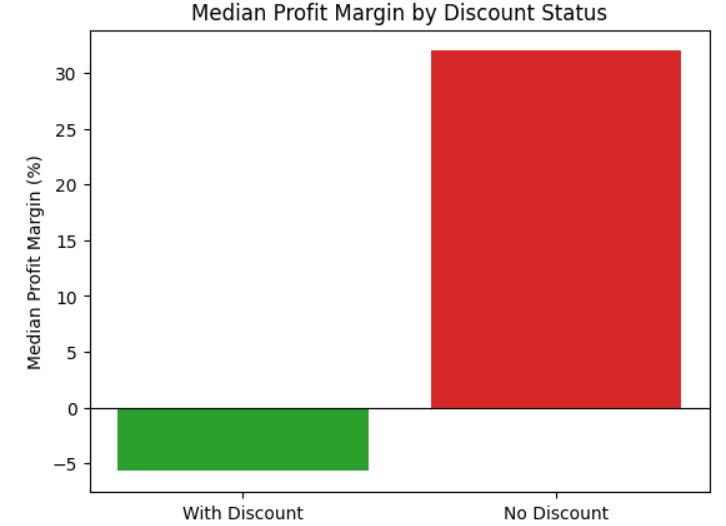 Median Profit Margin by Discount Status
Median Profit Margin (%)
30
25
20
15
10
5
0
−5
With Discount
No Discount